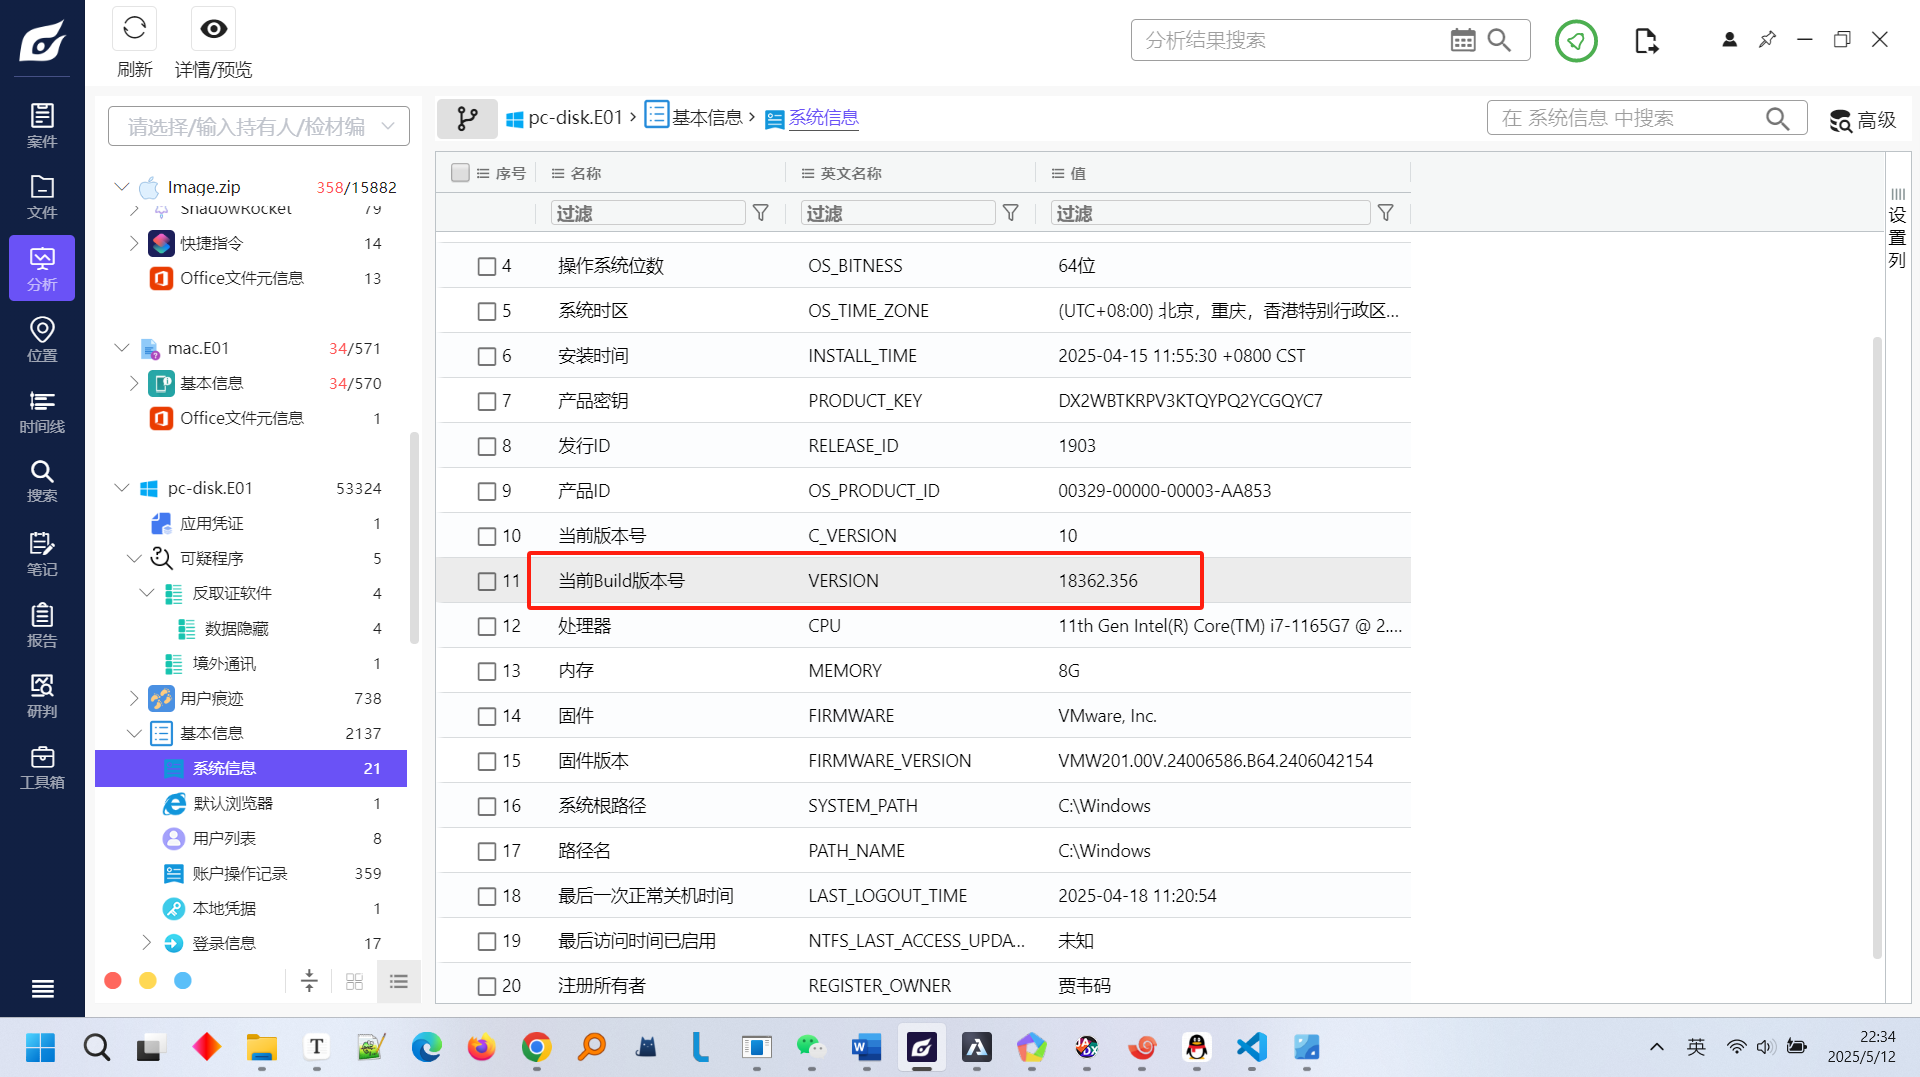 刷新
详情/预览
分析结果搜索
案件
文件
分析
位置
时间线
搜索
笔记
报告
研判
工具箱
请选择/输入持有人/检材编
Image.zip 358/15882
ShadowRocket 79
快捷指令 14
Office文件元信息 13
mac.E01 34/571
基本信息 34/570
Office文件元信息 1
pc-disk.E01 53324
应用凭证 1
可疑程序 5
反取证软件 4
数据隐藏 4
境外通讯 1
用户痕迹 738
基本信息 2137
系统信息 21
默认浏览器 1
用户列表 8
账户操作记录 359
本地凭据 1
登录信息 17
pc-disk.E01 › 基本信息 › 系统信息
在 系统信息 中搜索
高级
序号 名称 英文名称 值
过滤 过滤 过滤
4 操作系统位数 OS_BITNESS 64位
5 系统时区 OS_TIME_ZONE (UTC+08:00) 北京，重庆，香港特别行政区...
6 安装时间 INSTALL_TIME 2025-04-15 11:55:30 +0800 CST
7 产品密钥 PRODUCT_KEY DX2WBTKRPV3KTQYPQ2YCGQYC7
8 发行ID RELEASE_ID 1903
9 产品ID OS_PRODUCT_ID 00329-00000-00003-AA853
10 当前版本号 C_VERSION 10
11 当前Build版本号 VERSION 18362.356
12 处理器 CPU 11th Gen Intel(R) Core(TM) i7-1165G7 @ 2....
13 内存 MEMORY 8G
14 固件 FIRMWARE VMware, Inc.
15 固件版本 FIRMWARE_VERSION VMW201.00V.24006586.B64.2406042154
16 系统根路径 SYSTEM_PATH C:\Windows
17 路径名 PATH_NAME C:\Windows
18 最后一次正常关机时间 LAST_LOGOUT_TIME 2025-04-18 11:20:54
19 最后访问时间已启用 NTFS_LAST_ACCESS_UPDA... 未知
20 注册所有者 REGISTER_OWNER 贾韦码
设置列
英
22:34
2025/5/12